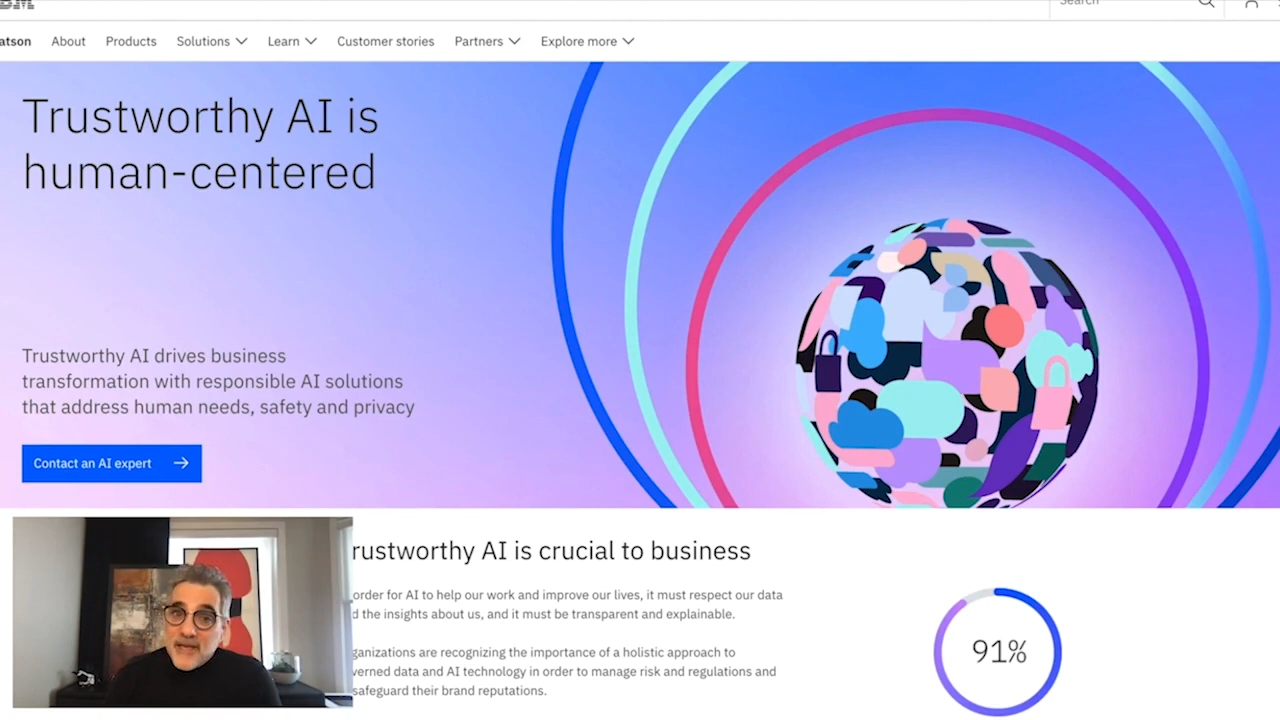 IBM
Search
atson About Products Solutions Learn Customer stories Partners Explore more
Trustworthy AI is
human-centered
Trustworthy AI drives business
transformation with responsible AI solutions
that address human needs, safety and privacy
Contact an AI expert
rustworthy AI is crucial to business
order for AI to help our work and improve our lives, it must respect our data
d the insights about us, and it must be transparent and explainable.
ganizations are recognizing the importance of a holistic approach to
verned data and AI technology in order to manage risk and regulations and
safeguard their brand reputations.
91%